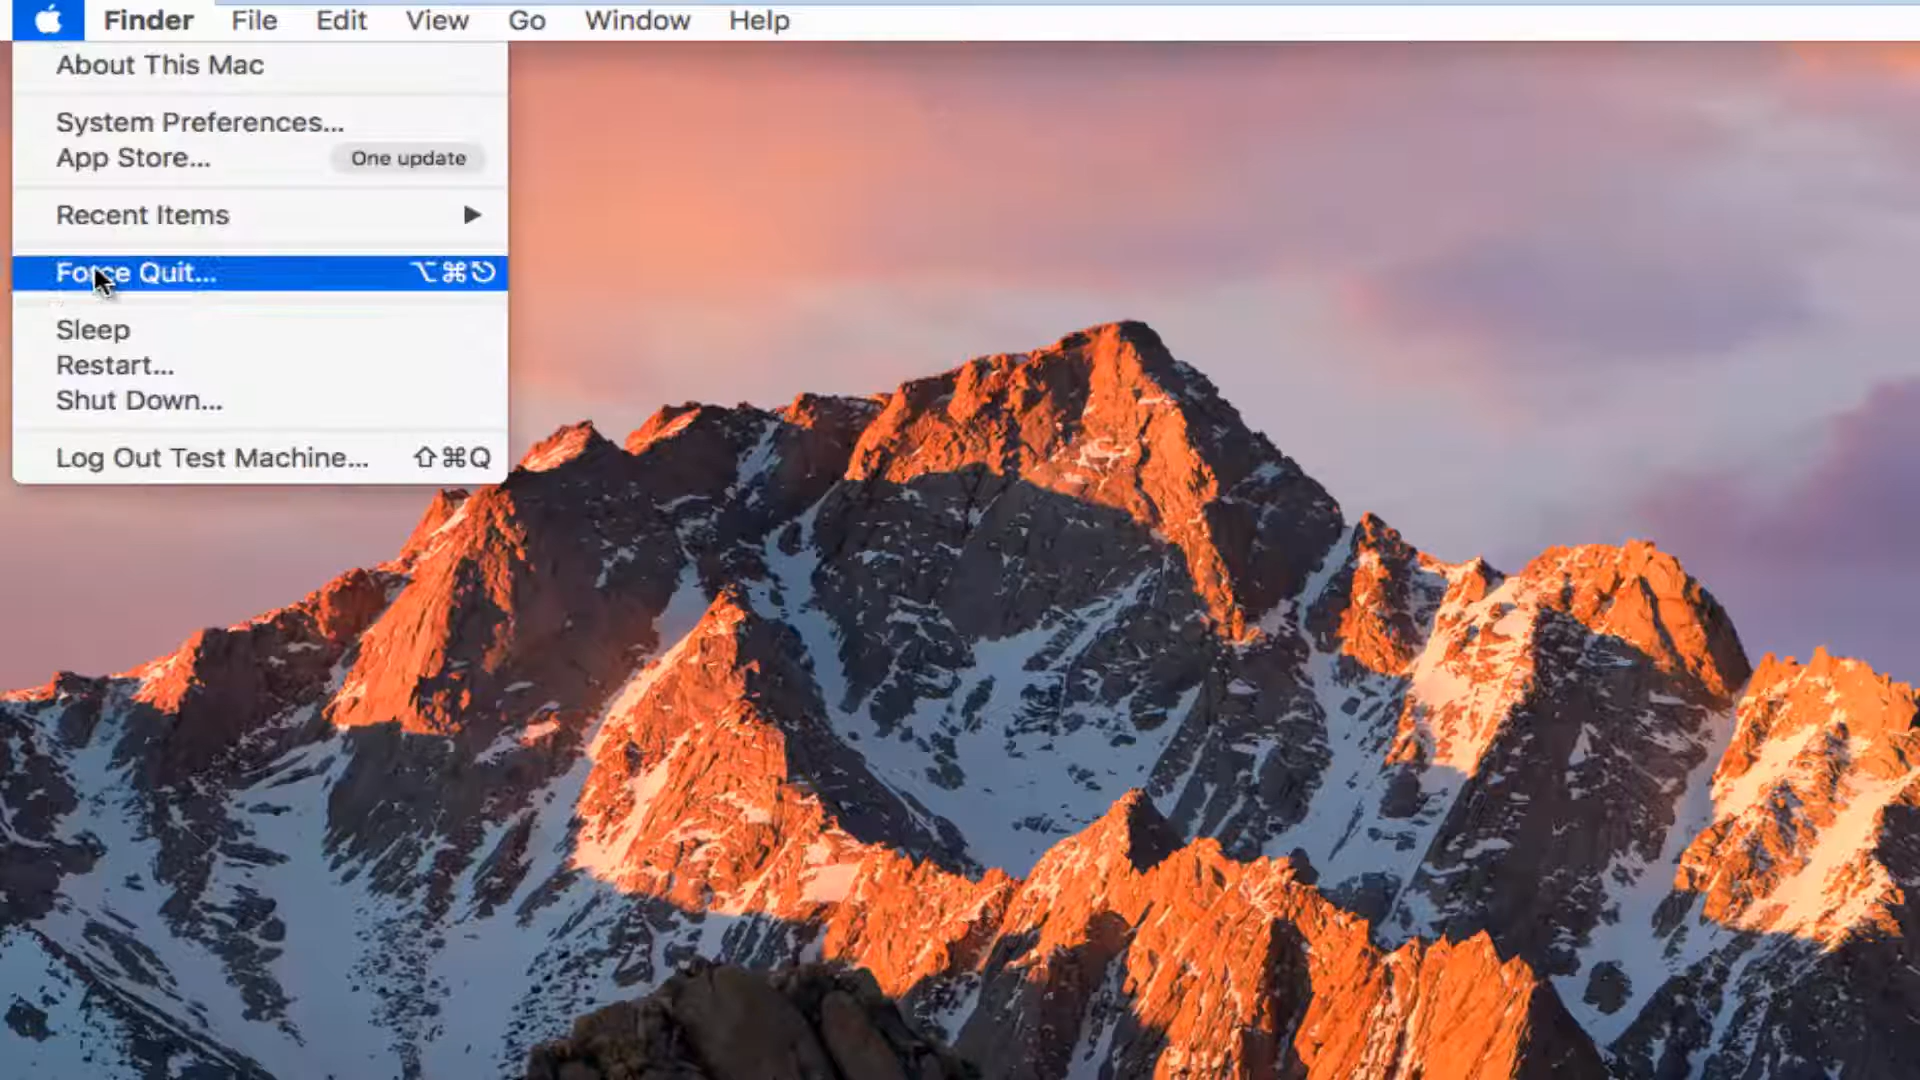 Finder File Edit View Go Window Help
About This Mac
System Preferences...
App Store... One update
Recent Items ▶
Force Quit... ⌥⌘⎋
Sleep
Restart...
Shut Down...
Log Out Test Machine... ⇧⌘Q